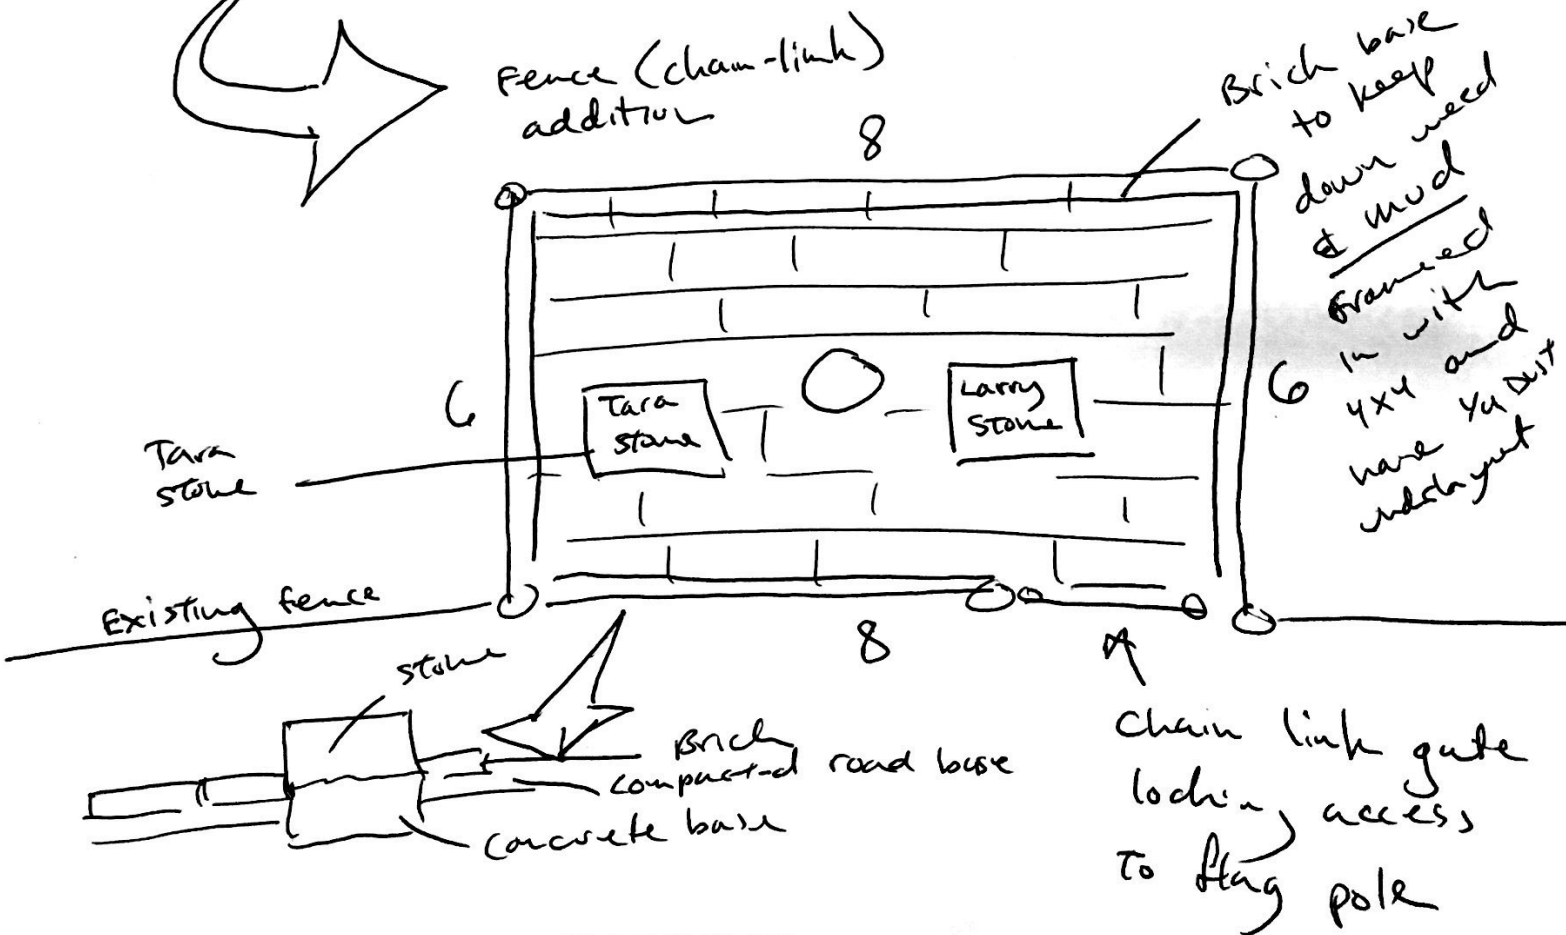 Fence (chain-link)
addition
8
Brick base
to keep
down weed
& mud
Framed
in with
4x4 and
have 1/4 Dust
6
6
Tara
stone
Larry
Stone
Tara
stone
Existing fence
8
stone
Brick
compacted road base
concrete base
Chain link gate
locking access
To flag pole